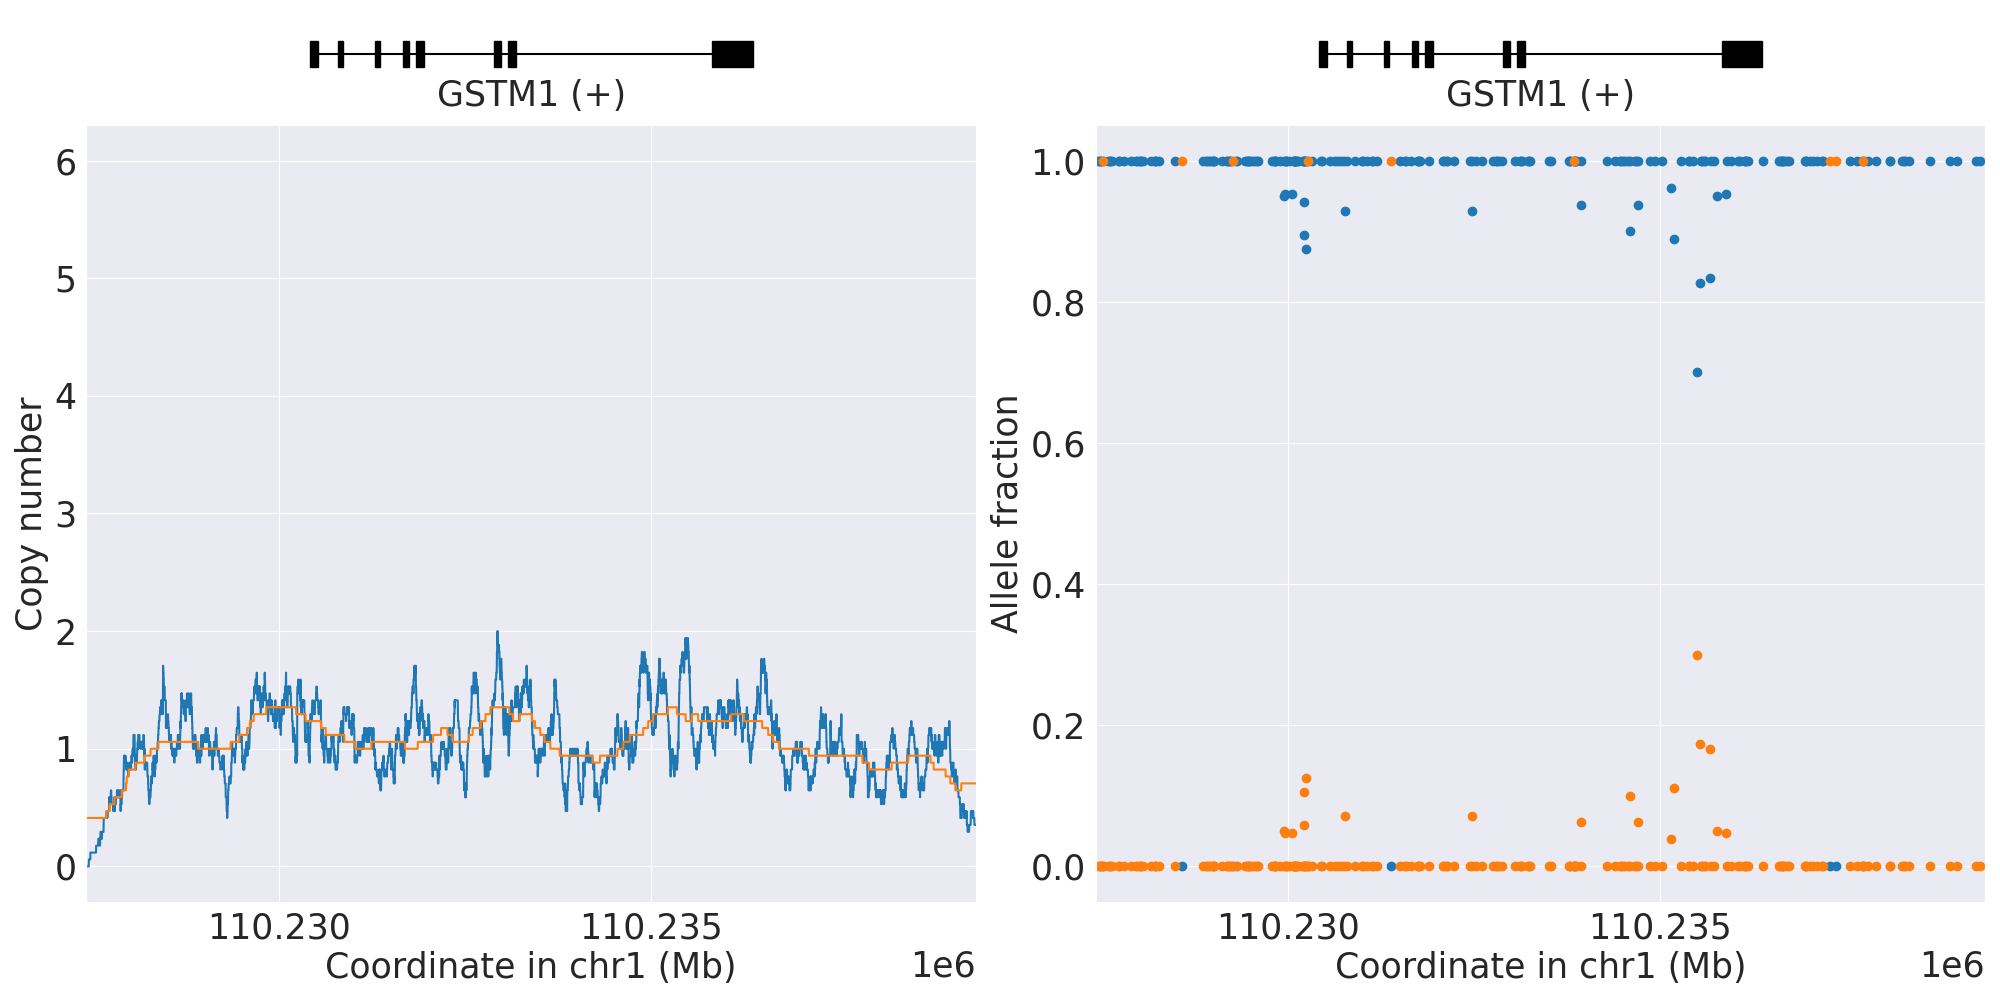 GSTM1 (+)
6
5
4
3
2
1
0
Copy number
110.230
110.235
Coordinate in chr1 (Mb)
1e6
GSTM1 (+)
1.0
0.8
0.6
0.4
0.2
0.0
Allele fraction
110.230
110.235
Coordinate in chr1 (Mb)
1e6